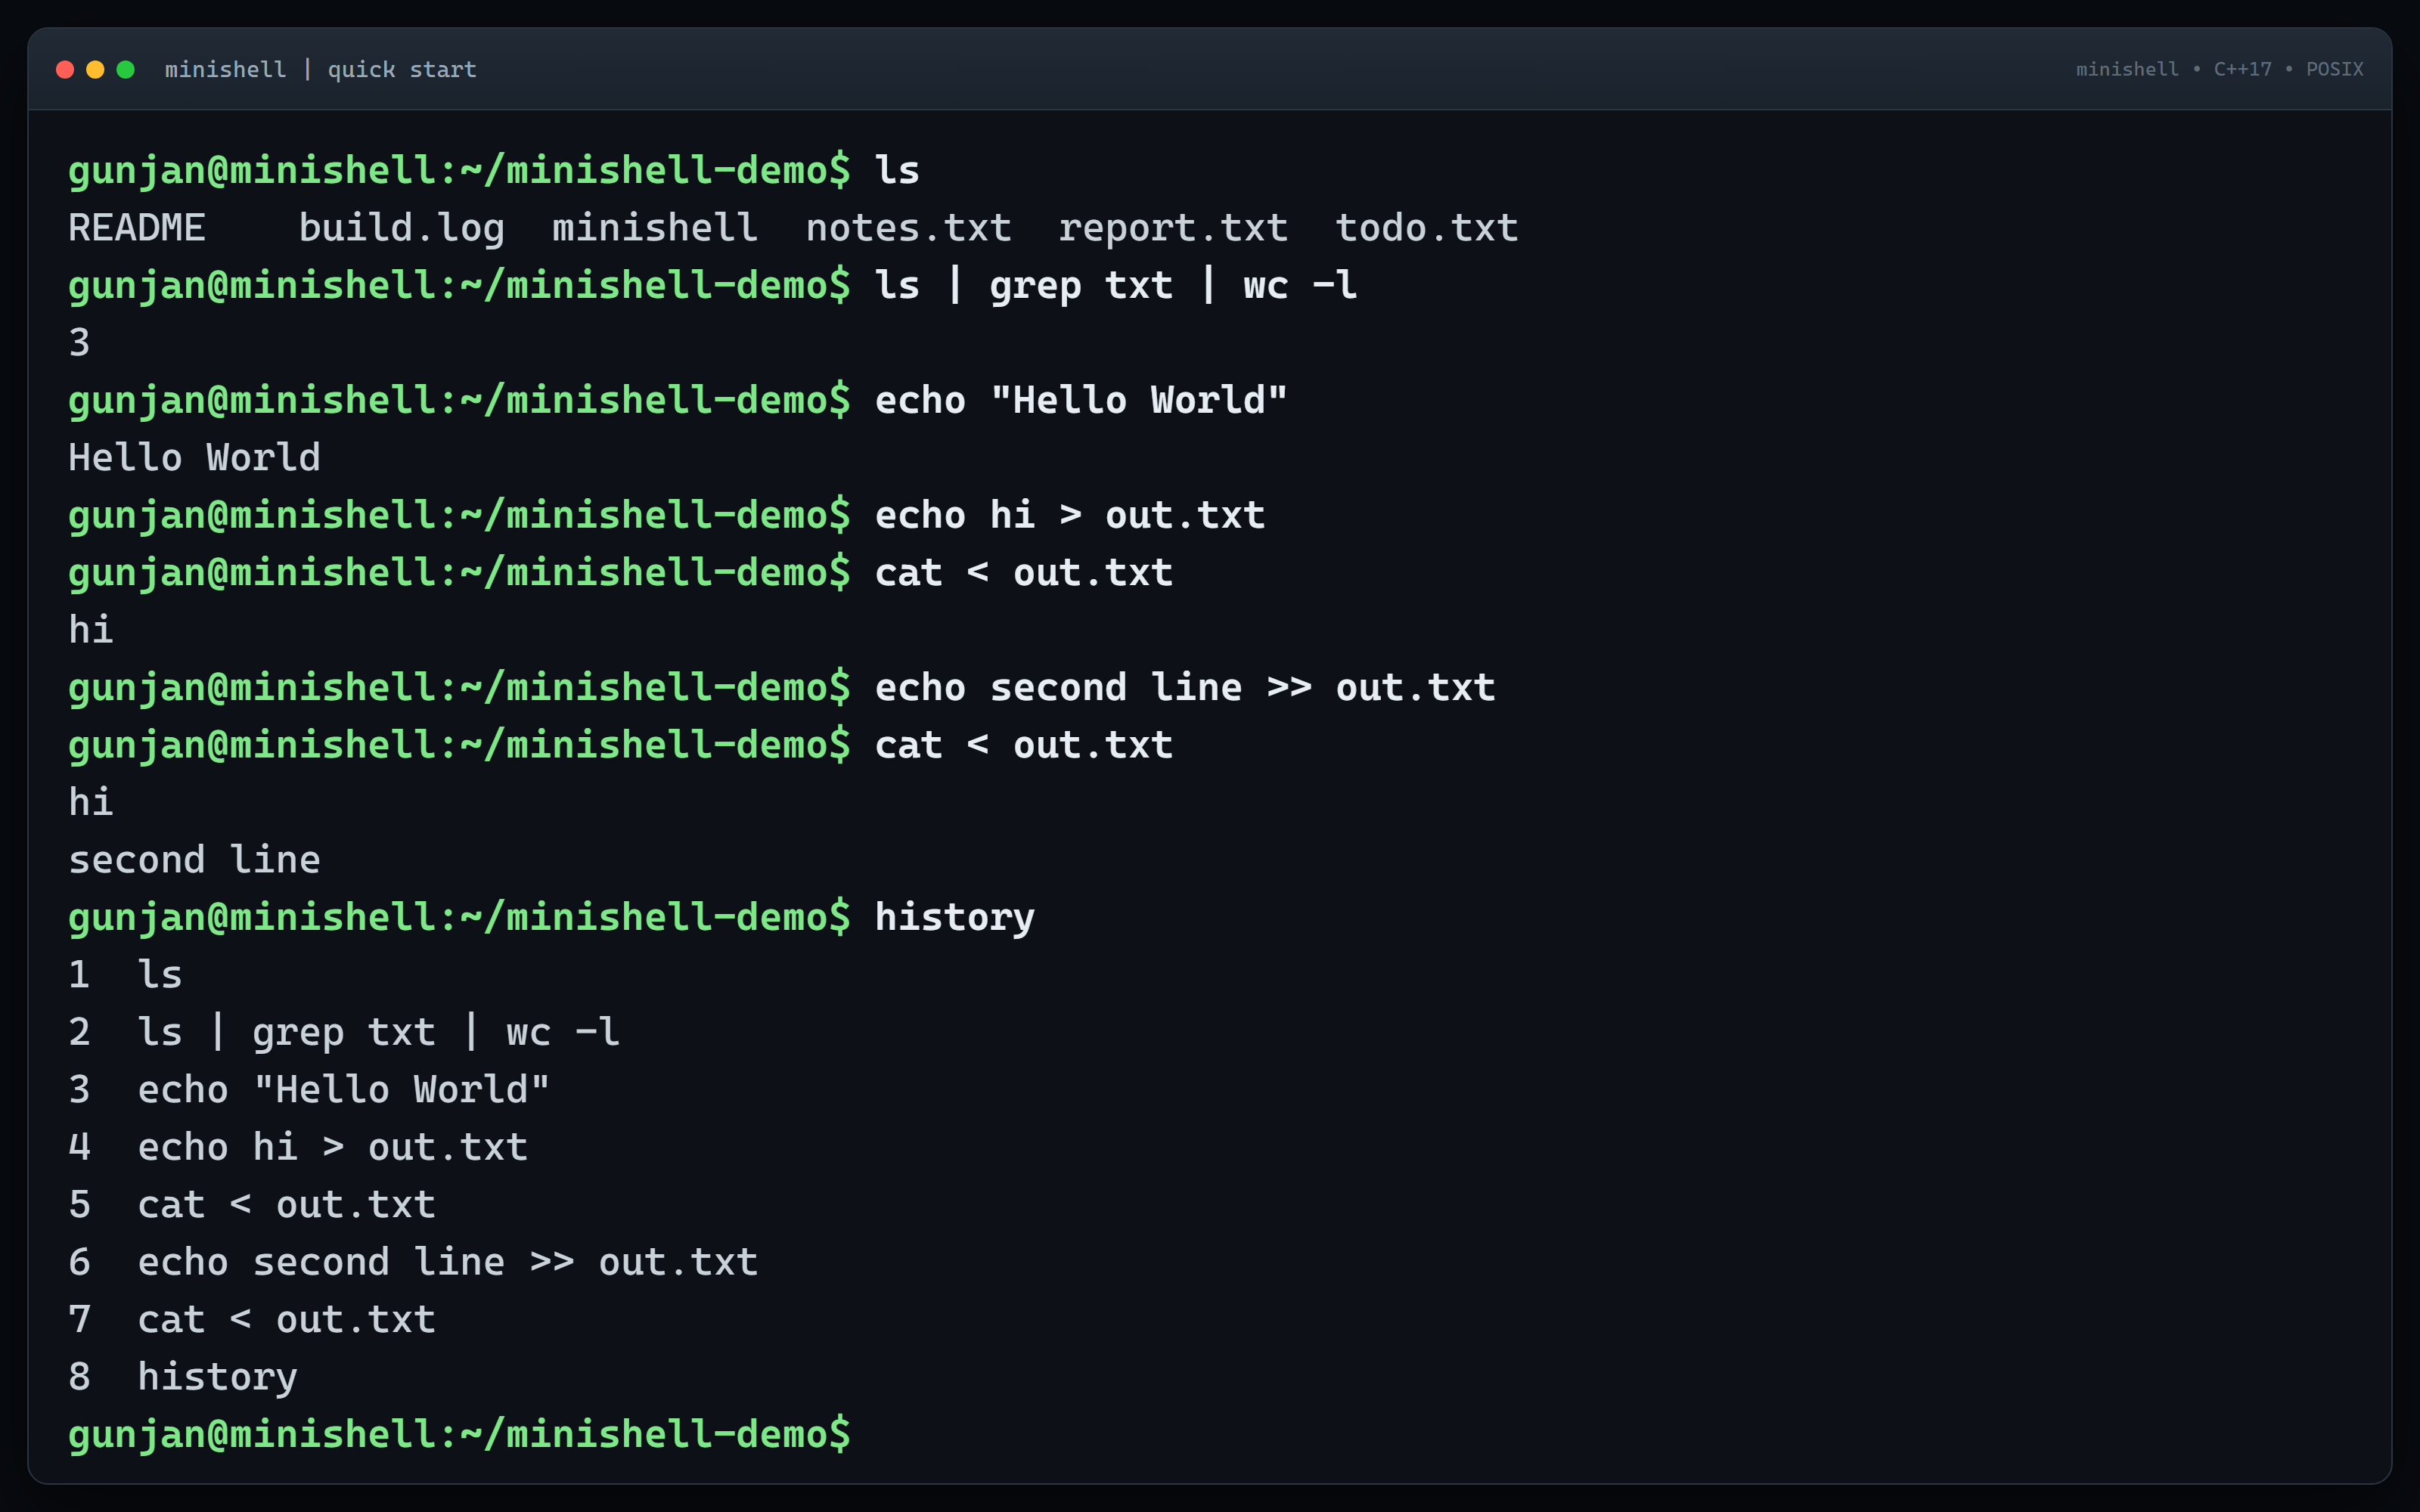 minishell | quick start
minishell • C++17 • POSIX
gunjan@minishell:~/minishell-demo$ ls
README    build.log  minishell  notes.txt  report.txt  todo.txt
gunjan@minishell:~/minishell-demo$ ls | grep txt | wc -l
3
gunjan@minishell:~/minishell-demo$ echo "Hello World"
Hello World
gunjan@minishell:~/minishell-demo$ echo hi > out.txt
gunjan@minishell:~/minishell-demo$ cat < out.txt
hi
gunjan@minishell:~/minishell-demo$ echo second line >> out.txt
gunjan@minishell:~/minishell-demo$ cat < out.txt
hi
second line
gunjan@minishell:~/minishell-demo$ history
1  ls
2  ls | grep txt | wc -l
3  echo "Hello World"
4  echo hi > out.txt
5  cat < out.txt
6  echo second line >> out.txt
7  cat < out.txt
8  history
gunjan@minishell:~/minishell-demo$